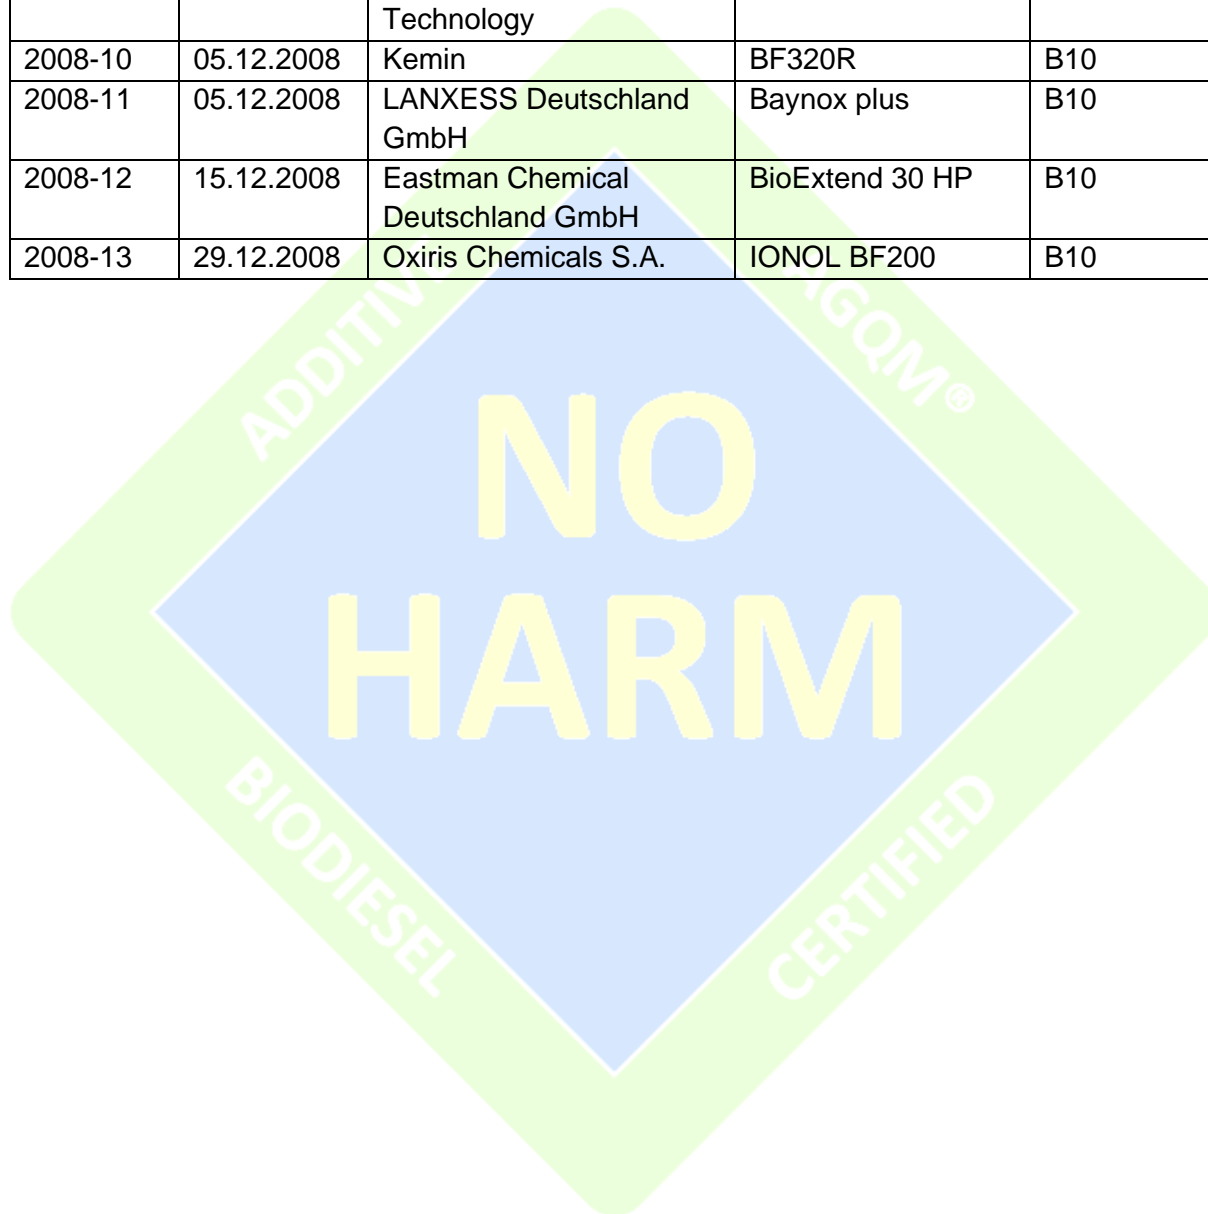 Technology
2008-10 05.12.2008 Kemin BF320R B10
2008-11 05.12.2008 LANXESS Deutschland Baynox plus B10
GmbH
2008-12 15.12.2008 Eastman Chemical BioExtend 30 HP B10
Deutschland GmbH
2008-13 29.12.2008 Oxiris Chemicals S.A. IONOL BF200 B10
ADDITIVE AGQM®
NO
HARM
BIODIESEL CERTIFIED